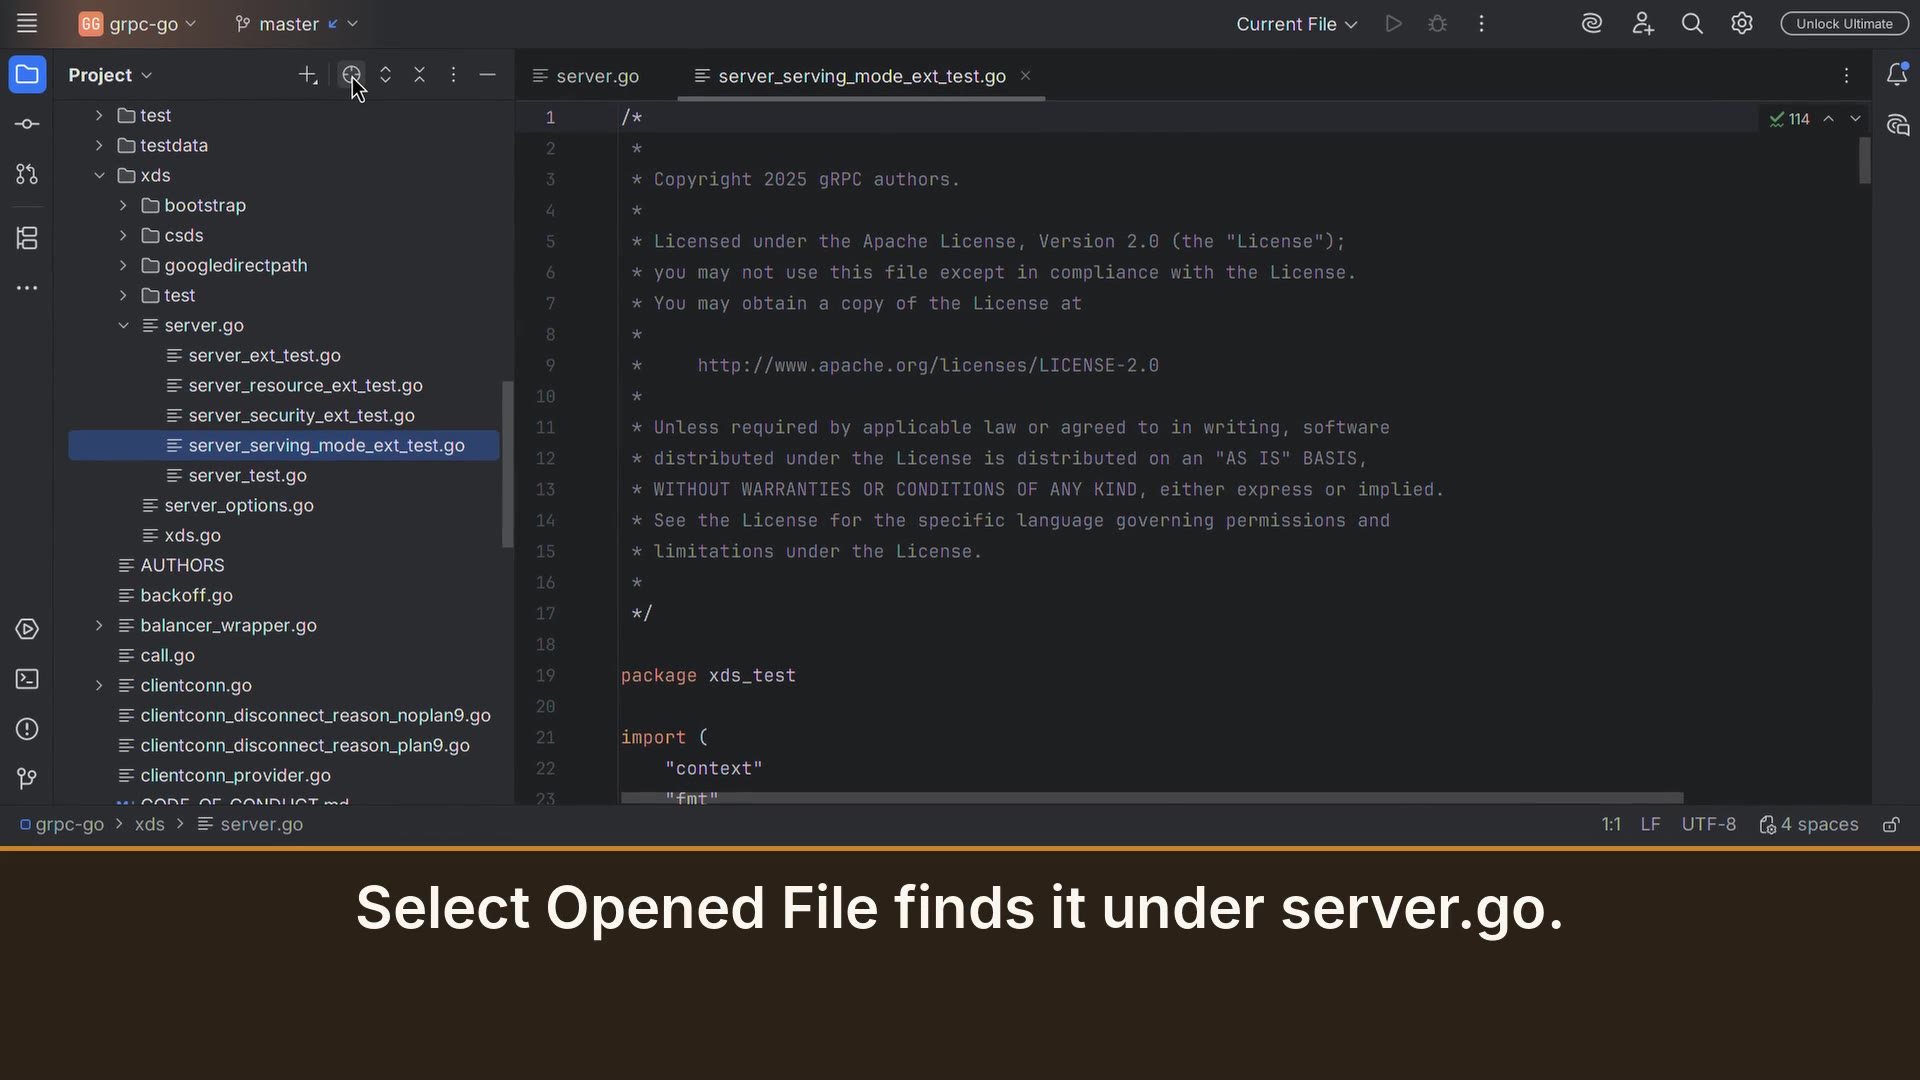 GG grpc-go
master
Current File
Unlock Ultimate
Project
server.go
server_serving_mode_ext_test.go
test
testdata
xds
bootstrap
csds
googledirectpath
test
server.go
server_ext_test.go
server_resource_ext_test.go
server_security_ext_test.go
server_serving_mode_ext_test.go
server_test.go
server_options.go
xds.go
AUTHORS
backoff.go
balancer_wrapper.go
call.go
clientconn.go
clientconn_disconnect_reason_noplan9.go
clientconn_disconnect_reason_plan9.go
clientconn_provider.go
CODE_OF_CONDUCT.md
114
1 /*
2 *
3 * Copyright 2025 gRPC authors.
4 *
5 * Licensed under the Apache License, Version 2.0 (the "License");
6 * you may not use this file except in compliance with the License.
7 * You may obtain a copy of the License at
8 *
9 *     http://www.apache.org/licenses/LICENSE-2.0
10 *
11 * Unless required by applicable law or agreed to in writing, software
12 * distributed under the License is distributed on an "AS IS" BASIS,
13 * WITHOUT WARRANTIES OR CONDITIONS OF ANY KIND, either express or implied.
14 * See the License for the specific language governing permissions and
15 * limitations under the License.
16 *
17 */
18
19 package xds_test
20
21 import (
22 "context"
23 "fmt"
grpc-go > xds > server.go
1:1 LF UTF-8 4 spaces
Select Opened File finds it under server.go.